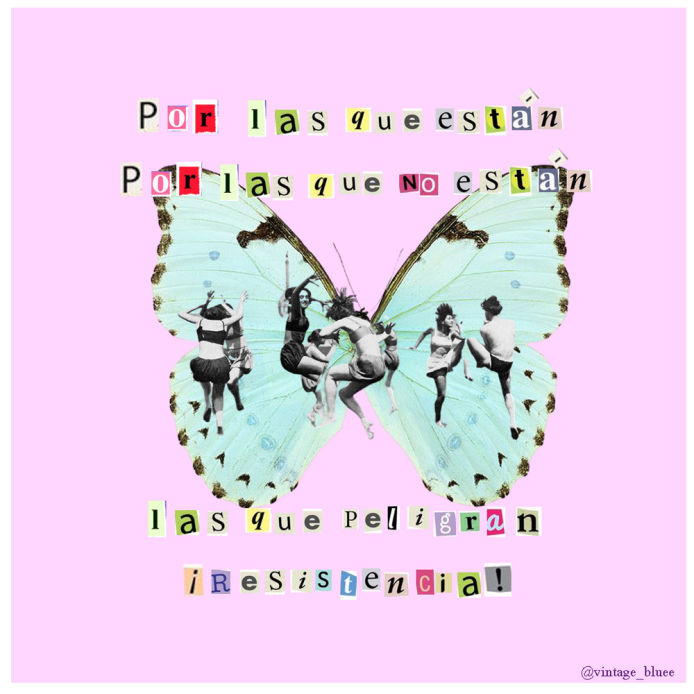 Por las que están
Por las que no están
las que peligran
¡Resistencia!
@vintage_bluee